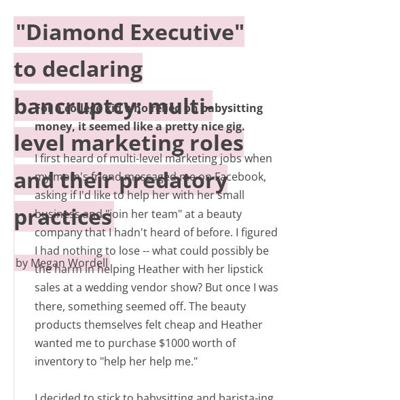 "Diamond Executive"
to declaring
bankruptcy: multi-
level marketing roles
and their predatory
practices
by Megan Wordell
For a college kid who relied on babysitting
money, it seemed like a pretty nice gig.
I first heard of multi-level marketing jobs when
my mom's friend messaged me on Facebook,
asking if I'd like to help her with her small
business and "join her team" at a beauty
company that I hadn't heard of before. I figured
I had nothing to lose -- what could possibly be
the harm in helping Heather with her lipstick
sales at a wedding vendor show? But once I was
there, something seemed off. The beauty
products themselves felt cheap and Heather
wanted me to purchase $1000 worth of
inventory to "help her help me."
I decided to stick to babysitting and barista-ing